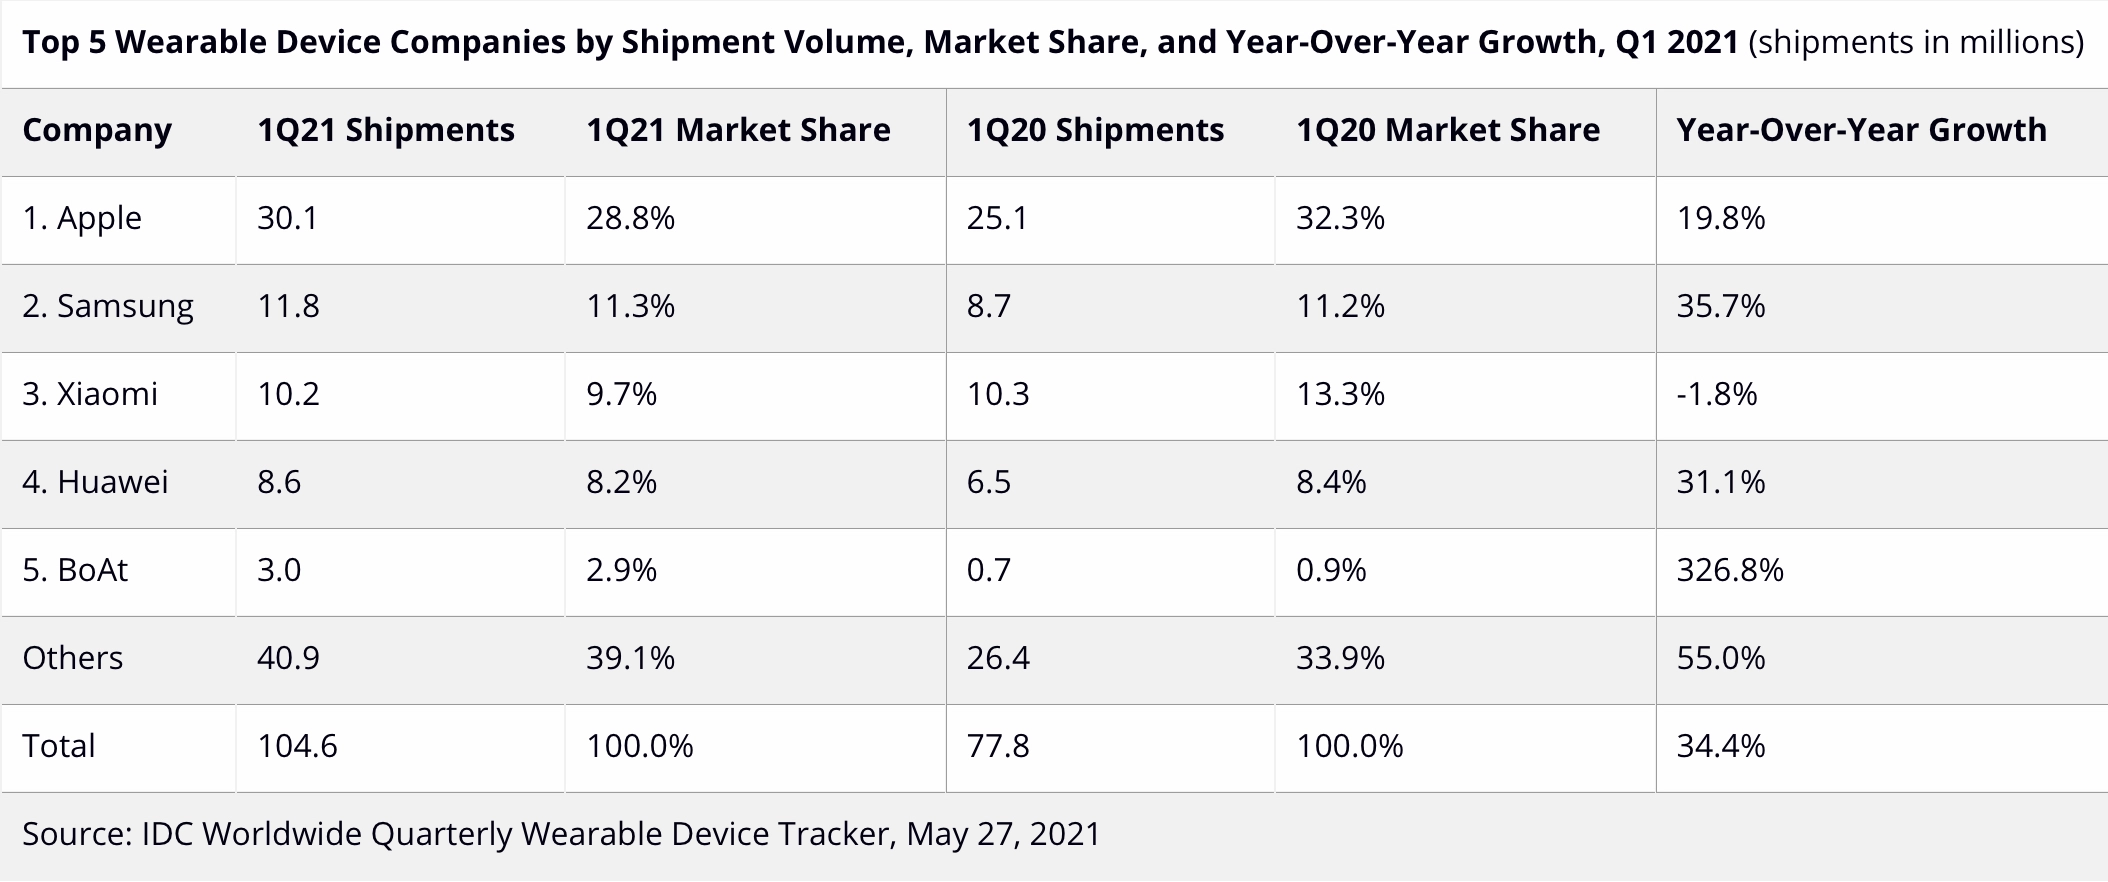 Top 5 Wearable Device Companies by Shipment Volume, Market Share, and Year-Over-Year Growth, Q1 2021 (shipments in millions)
Company 1Q21 Shipments 1Q21 Market Share 1Q20 Shipments 1Q20 Market Share Year-Over-Year Growth
1. Apple 30.1 28.8% 25.1 32.3% 19.8%
2. Samsung 11.8 11.3% 8.7 11.2% 35.7%
3. Xiaomi 10.2 9.7% 10.3 13.3% -1.8%
4. Huawei 8.6 8.2% 6.5 8.4% 31.1%
5. BoAt 3.0 2.9% 0.7 0.9% 326.8%
Others 40.9 39.1% 26.4 33.9% 55.0%
Total 104.6 100.0% 77.8 100.0% 34.4%
Source: IDC Worldwide Quarterly Wearable Device Tracker, May 27, 2021